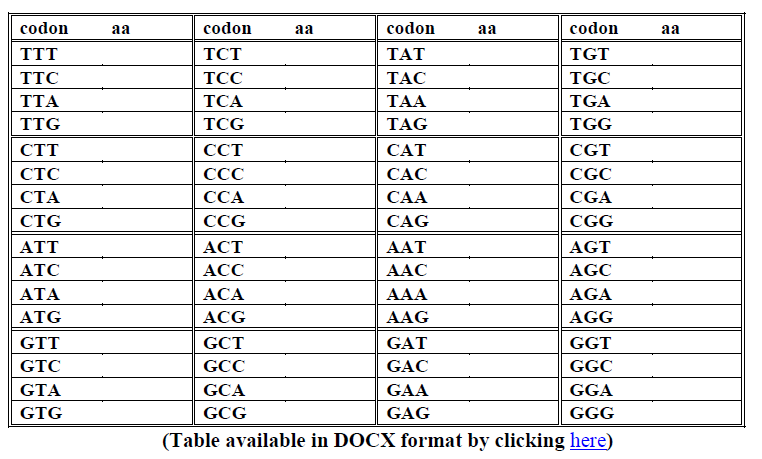 codon aa codon aa codon aa codon aa
TTT TCT TAT TGT
TTC TCC TAC TGC
TTA TCA TAA TGA
TTG TCG TAG TGG
CTT CCT CAT CGT
CTC CCC CAC CGC
CTA CCA CAA CGA
CTG CCG CAG CGG
ATT ACT AAT AGT
ATC ACC AAC AGC
ATA ACA AAA AGA
ATG ACG AAG AGG
GTT GCT GAT GGT
GTC GCC GAC GGC
GTA GCA GAA GGA
GTG GCG GAG GGG
(Table available in DOCX format by clicking here)